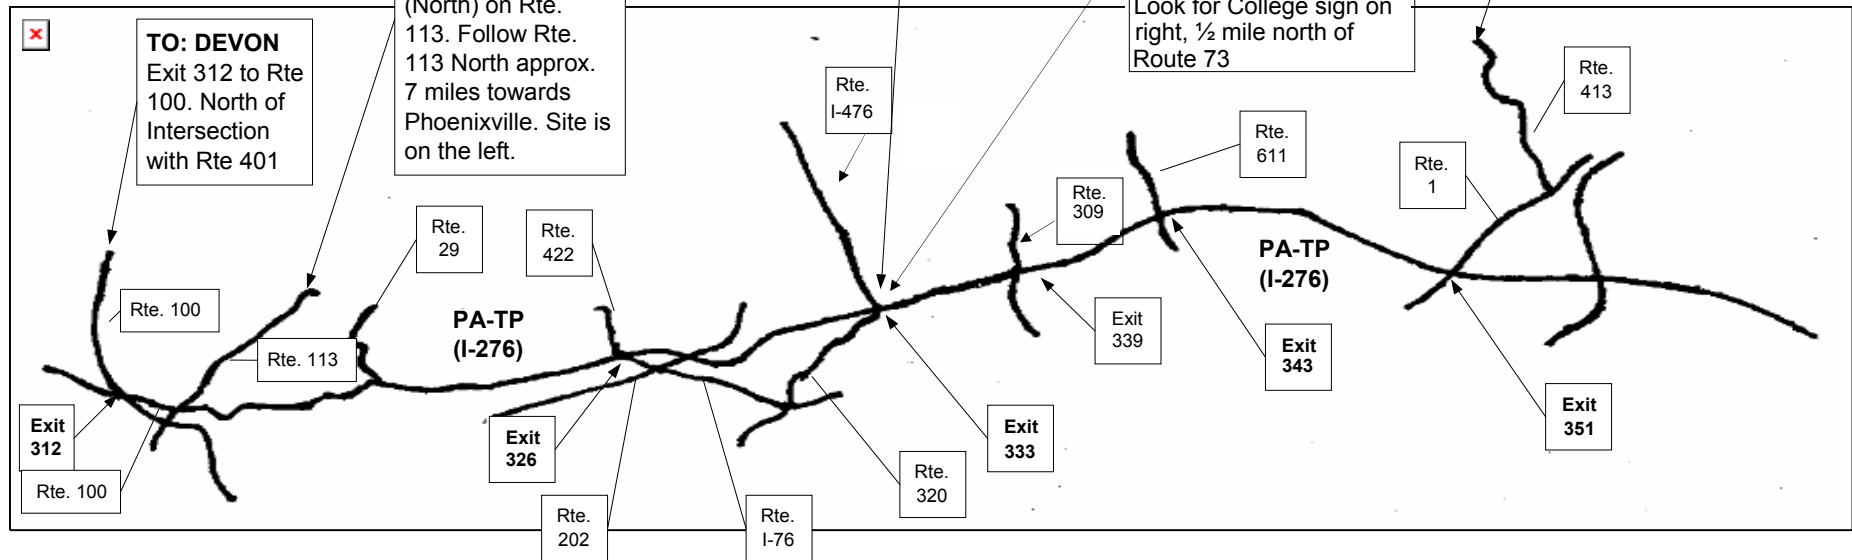 TO: DEVON
Exit 312 to Rte
100. North of
Intersection
with Rte 401
(North) on Rte.
113. Follow Rte.
113 North approx.
7 miles towards
Phoenixville. Site is
on the left.
Look for College sign on
right, ½ mile north of
Route 73
Rte.
I-476
Rte.
413
Rte.
611
Rte.
1
Rte.
309
Rte.
29
Rte.
422
PA-TP
(I-276)
Rte. 100
PA-TP
(I-276)
Rte. 113
Exit
339
Exit
343
Exit
351
Exit
312
Exit
326
Exit
333
Rte. 100
Rte.
320
Rte.
202
Rte.
I-76